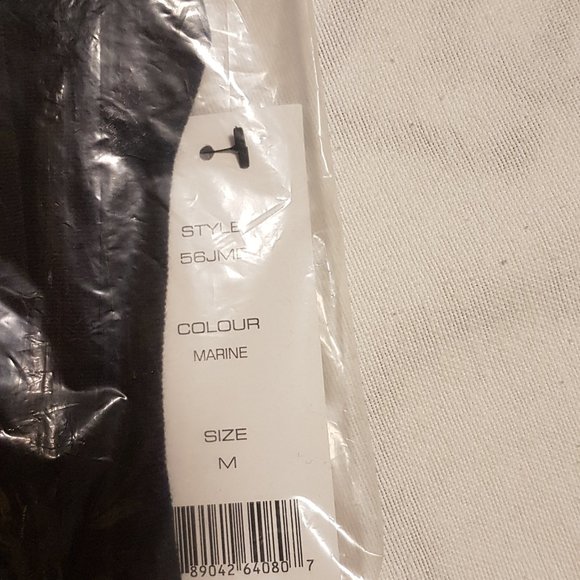 STYLE
COLOUR
MARINE
SIZE
M
89042 64080 7